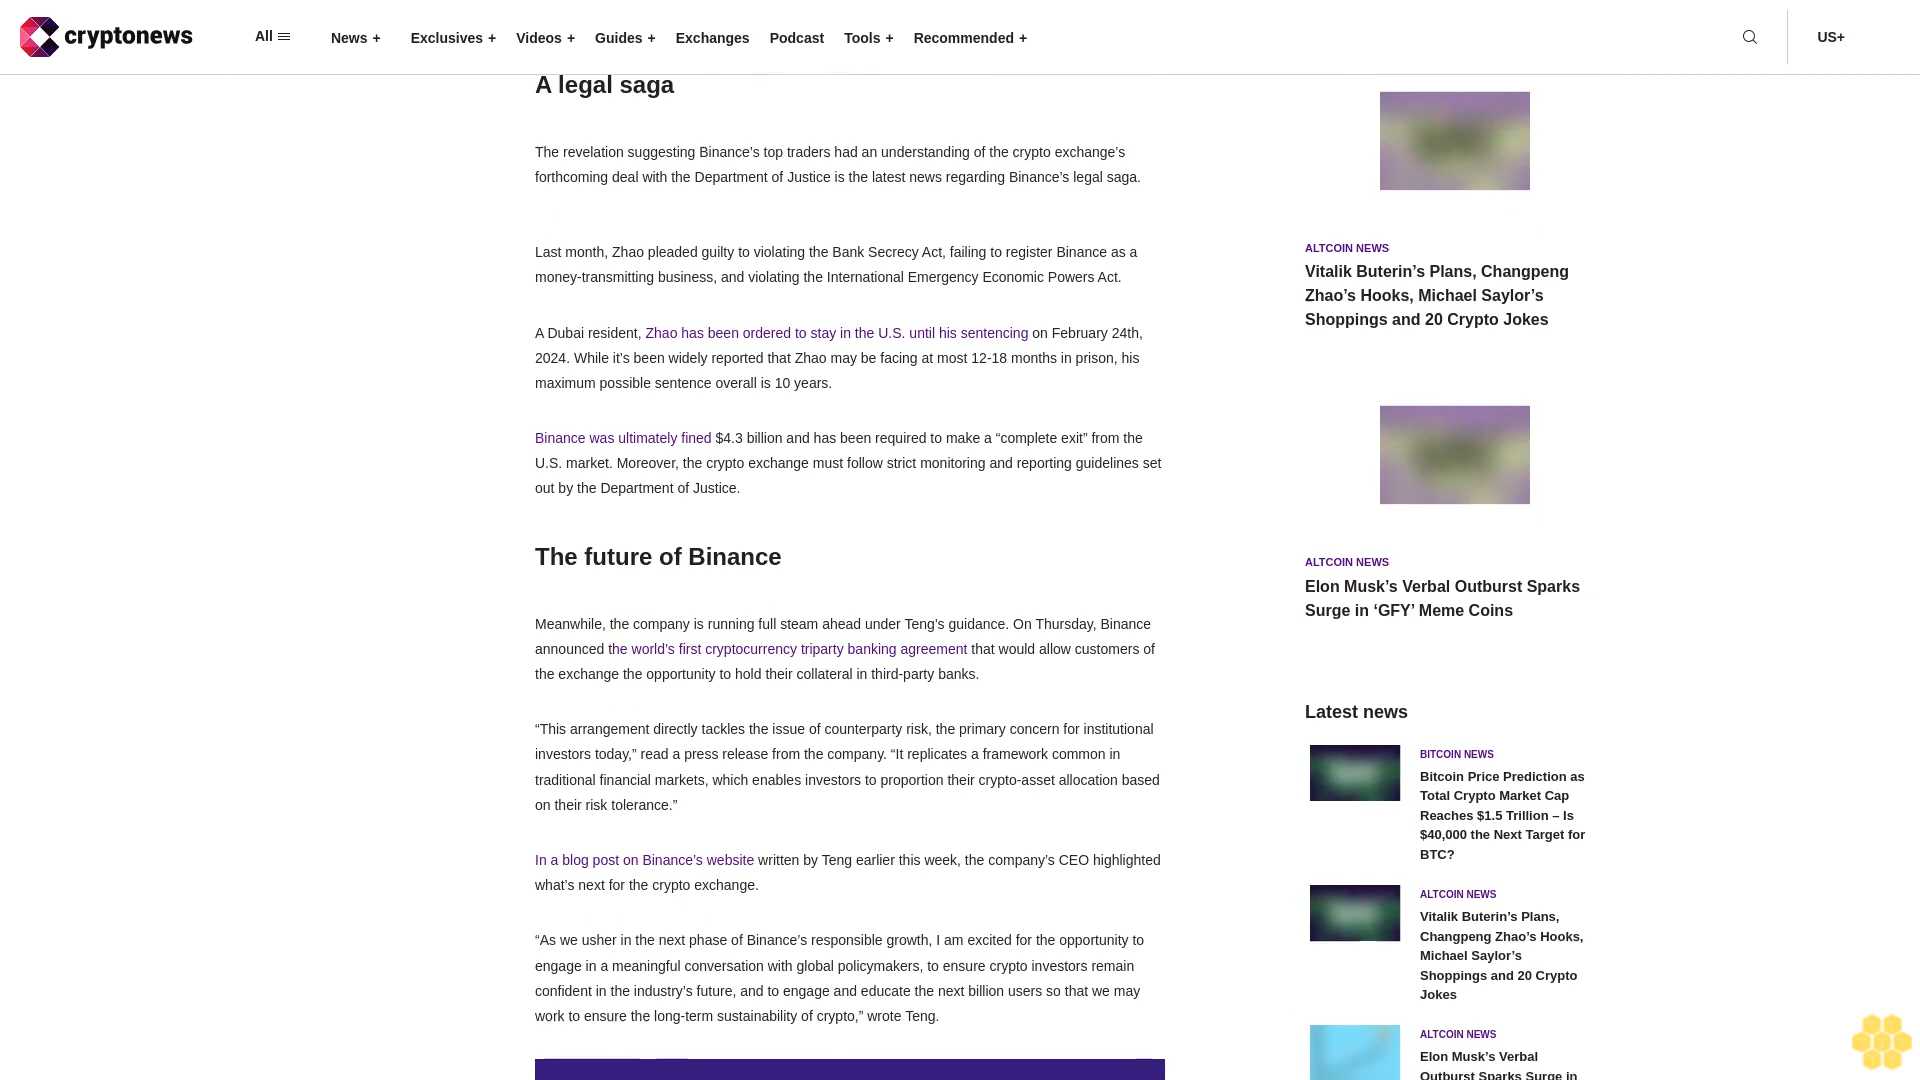 cryptonews
All
News +
Exclusives +
Videos +
Guides +
Exchanges
Podcast
Tools +
Recommended +
US+
A legal saga
The revelation suggesting Binance’s top traders had an understanding of the crypto exchange’s
forthcoming deal with the Department of Justice is the latest news regarding Binance’s legal saga.
Last month, Zhao pleaded guilty to violating the Bank Secrecy Act, failing to register Binance as a
money-transmitting business, and violating the International Emergency Economic Powers Act.
A Dubai resident, Zhao has been ordered to stay in the U.S. until his sentencing on February 24th,
2024. While it’s been widely reported that Zhao may be facing at most 12-18 months in prison, his
maximum possible sentence overall is 10 years.
Binance was ultimately fined $4.3 billion and has been required to make a “complete exit” from the
U.S. market. Moreover, the crypto exchange must follow strict monitoring and reporting guidelines set
out by the Department of Justice.
The future of Binance
Meanwhile, the company is running full steam ahead under Teng’s guidance. On Thursday, Binance
announced the world’s first cryptocurrency triparty banking agreement that would allow customers of
the exchange the opportunity to hold their collateral in third-party banks.
“This arrangement directly tackles the issue of counterparty risk, the primary concern for institutional
investors today,” read a press release from the company. “It replicates a framework common in
traditional financial markets, which enables investors to proportion their crypto-asset allocation based
on their risk tolerance.”
In a blog post on Binance’s website written by Teng earlier this week, the company’s CEO highlighted
what’s next for the crypto exchange.
“As we usher in the next phase of Binance’s responsible growth, I am excited for the opportunity to
engage in a meaningful conversation with global policymakers, to ensure crypto investors remain
confident in the industry’s future, and to engage and educate the next billion users so that we may
work to ensure the long-term sustainability of crypto,” wrote Teng.
ALTCOIN NEWS
Vitalik Buterin’s Plans, Changpeng
Zhao’s Hooks, Michael Saylor’s
Shoppings and 20 Crypto Jokes
ALTCOIN NEWS
Elon Musk’s Verbal Outburst Sparks
Surge in ‘GFY’ Meme Coins
Latest news
BITCOIN NEWS
Bitcoin Price Prediction as
Total Crypto Market Cap
Reaches $1.5 Trillion – Is
$40,000 the Next Target for
BTC?
ALTCOIN NEWS
Vitalik Buterin’s Plans,
Changpeng Zhao’s Hooks,
Michael Saylor’s
Shoppings and 20 Crypto
Jokes
ALTCOIN NEWS
Elon Musk’s Verbal
Outburst Sparks Surge in